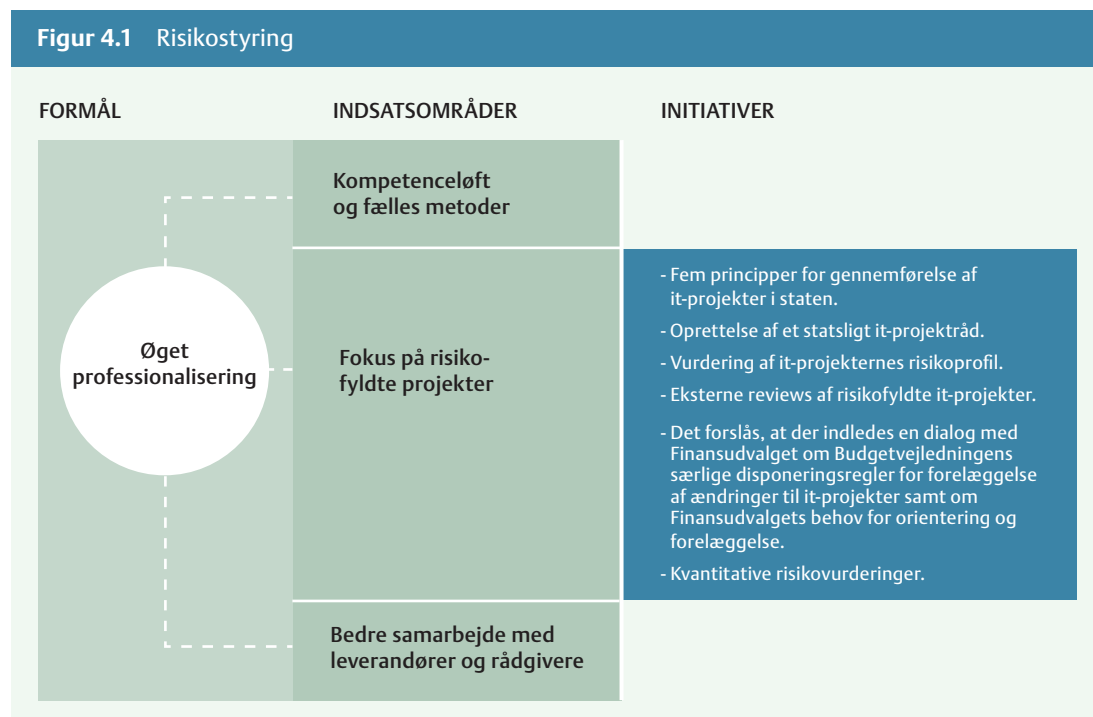 Figur 4.1 Risikostyring
FORMÅL
INDSATSOMRÅDER
INITIATIVER
Øget
professionalisering
Kompetenceløft
og fælles metoder
Fokus på risiko-
fyldte projekter
Bedre samarbejde med
leverandører og rådgivere
- Fem principper for gennemførelse af
it-projekter i staten.
- Oprettelse af et statsligt it-projektråd.
- Vurdering af it-projekternes risikoprofil.
- Eksterne reviews af risikofyldte it-projekter.
- Det forslås, at der indledes en dialog med
Finansudvalget om Budgetvejledningens
særlige disponeringsregler for forelæggelse
af ændringer til it-projekter samt om
Finansudvalgets behov for orientering og
forelæggelse.
- Kvantitative risikovurderinger.